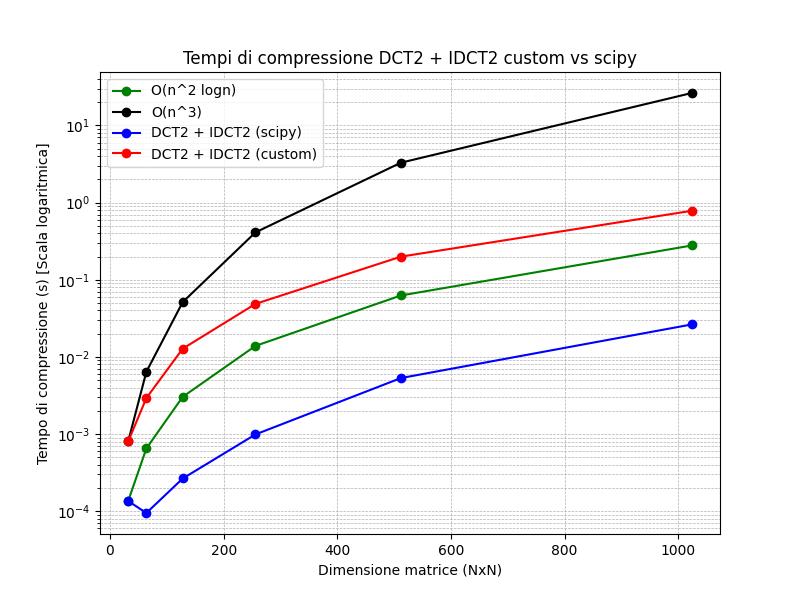 Tempi di compressione DCT2 + IDCT2 custom vs scipy
O(n^2 logn)
O(n^3)
DCT2 + IDCT2 (scipy)
DCT2 + IDCT2 (custom)
Tempo di compressione (s) [Scala logaritmica]
10^1
10^0
10^-1
10^-2
10^-3
10^-4
0 200 400 600 800 1000
Dimensione matrice (NxN)